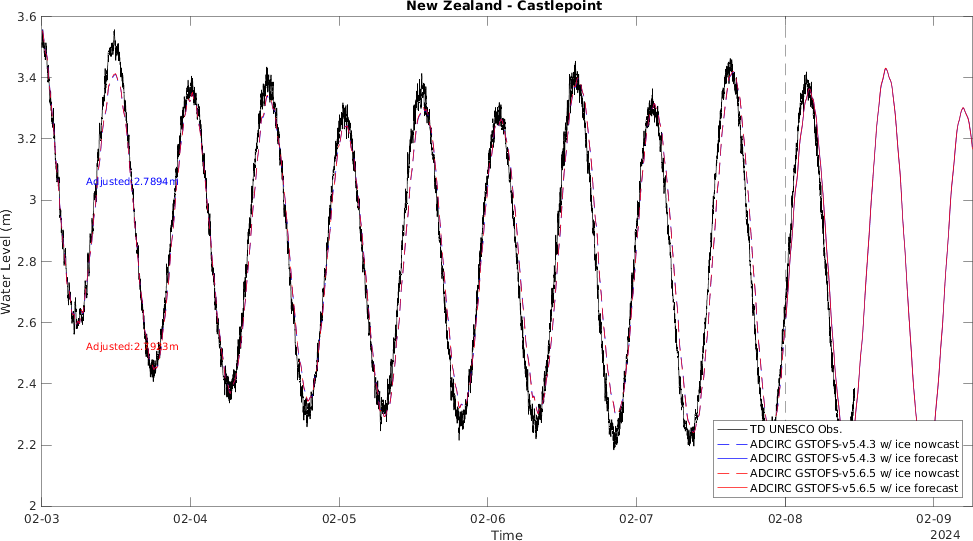 New Zealand - Castlepoint
3.6
3.4
3.2
3
2.8
2.6
2.4
2.2
2
Water Level (m)
Adjusted:2.7894m
TD UNESCO Obs.
ADCIRC GSTOFS-v5.4.3 w/ ice nowcast
ADCIRC GSTOFS-v5.4.3 w/ ice forecast
ADCIRC GSTOFS-v5.6.5 w/ ice nowcast
ADCIRC GSTOFS-v5.6.5 w/ ice forecast
02-03 02-04 02-05 02-06 02-07 02-08 02-09
Time
2024